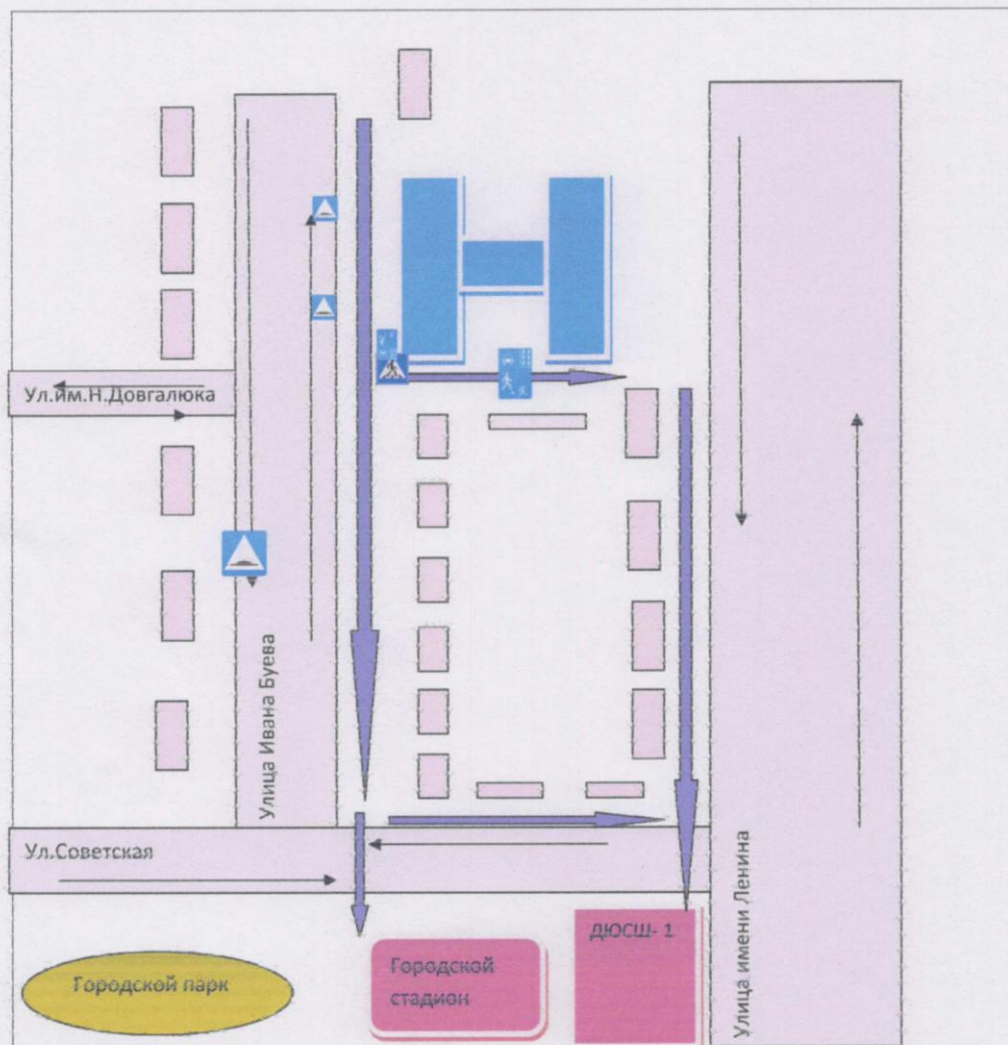 Ул.им.Н.Довгалюка
Улица Ивана Буева
Ул.Советская
Улица имени Ленина
ДЮСШ- 1
Городской парк
Городской
стадион